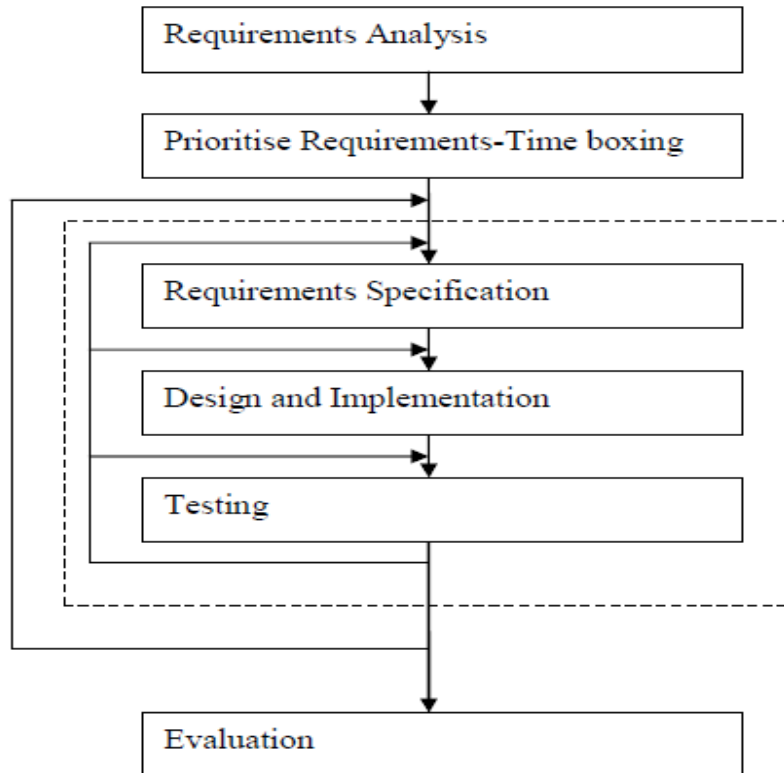 Requirements Analysis
Prioritise Requirements-Time boxing
Requirements Specification
Design and Implementation
Testing
Evaluation